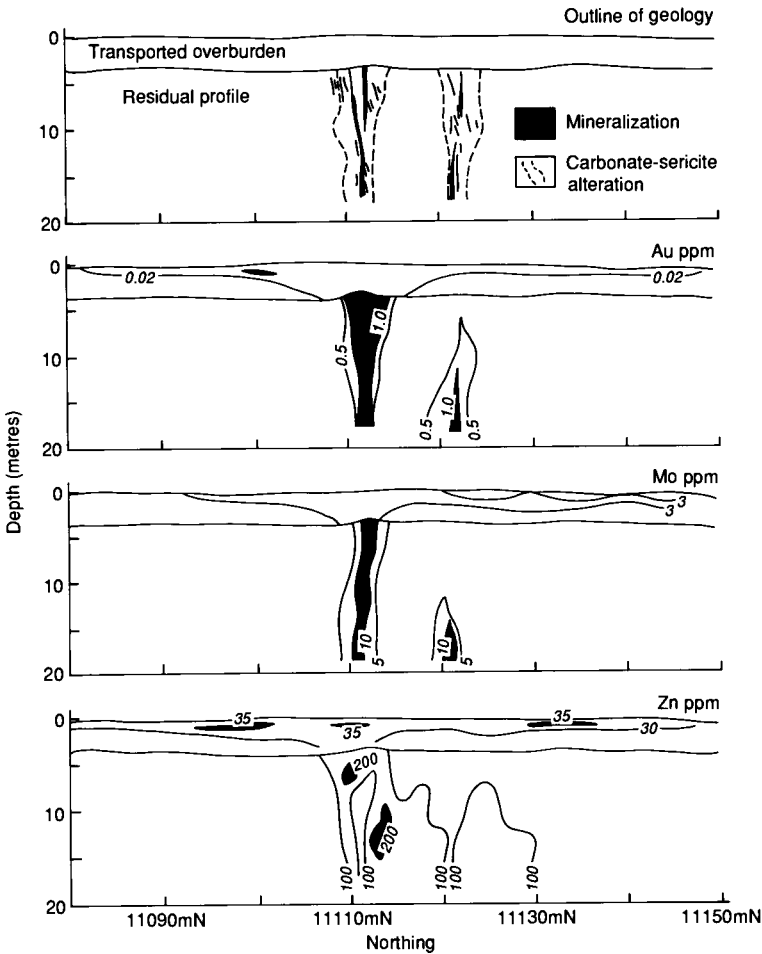 Outline of geology
0
Transported overburden
Residual profile
10
20
Mineralization
Carbonate-sericite
alteration
Au ppm
0
0.02
0.02
1.0
0.5
10
1.0
0.5
0.5
20
Depth (metres)
Mo ppm
0
3
3
10
10
5
10
5
20
Zn ppm
0
35
35
35
30
200
10
200
100
100
100
100
100
20
11090mN
11110mN
11130mN
11150mN
Northing